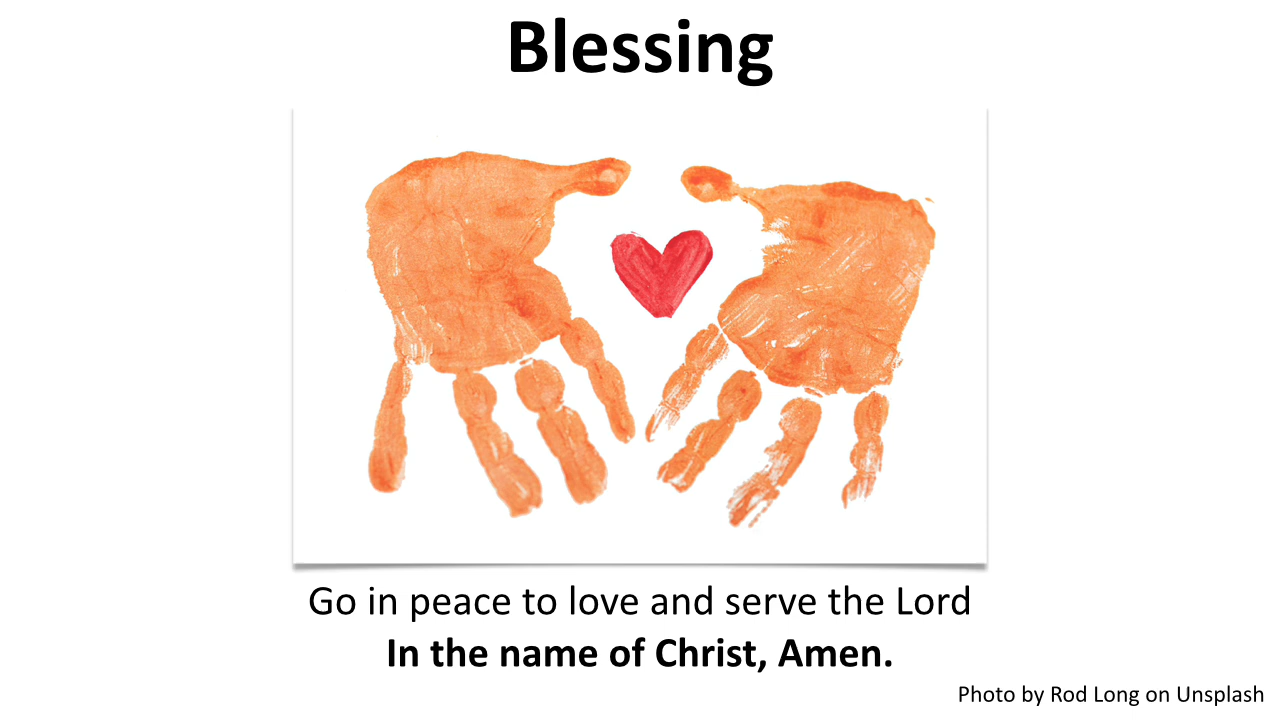 Blessing
Go in peace to love and serve the Lord
In the name of Christ, Amen.
Photo by Rod Long on Unsplash